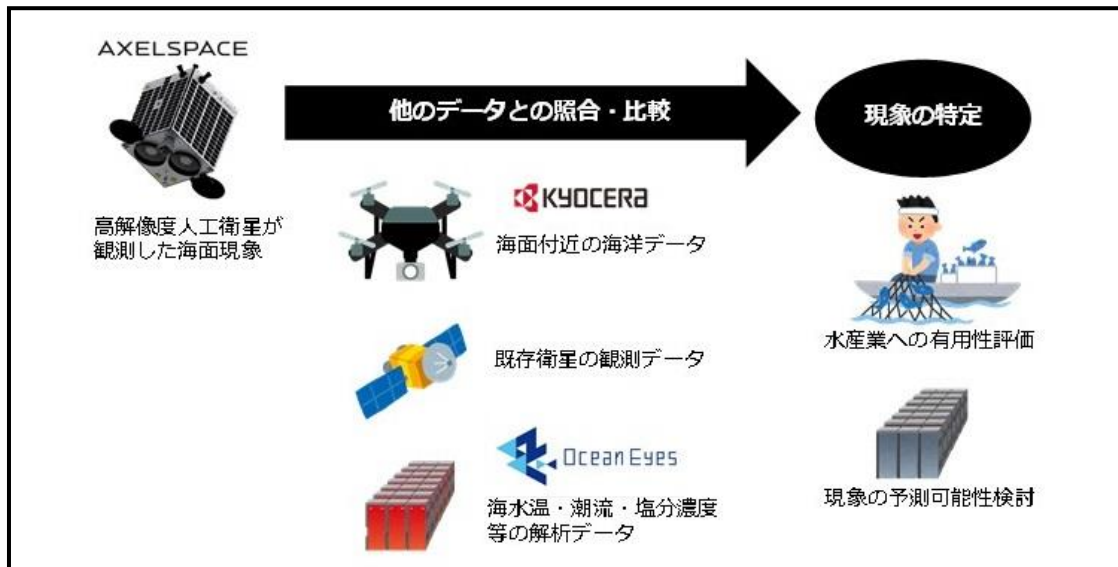 AXELSPACE
高解像度人工衛星が
観測した海面現象
他のデータとの照合・比較
KYOCERA
海面付近の海洋データ
既存衛星の観測データ
Ocean Eyes
海水温・潮流・塩分濃度
等の解析データ
現象の特定
水産業への有用性評価
現象の予測可能性検討